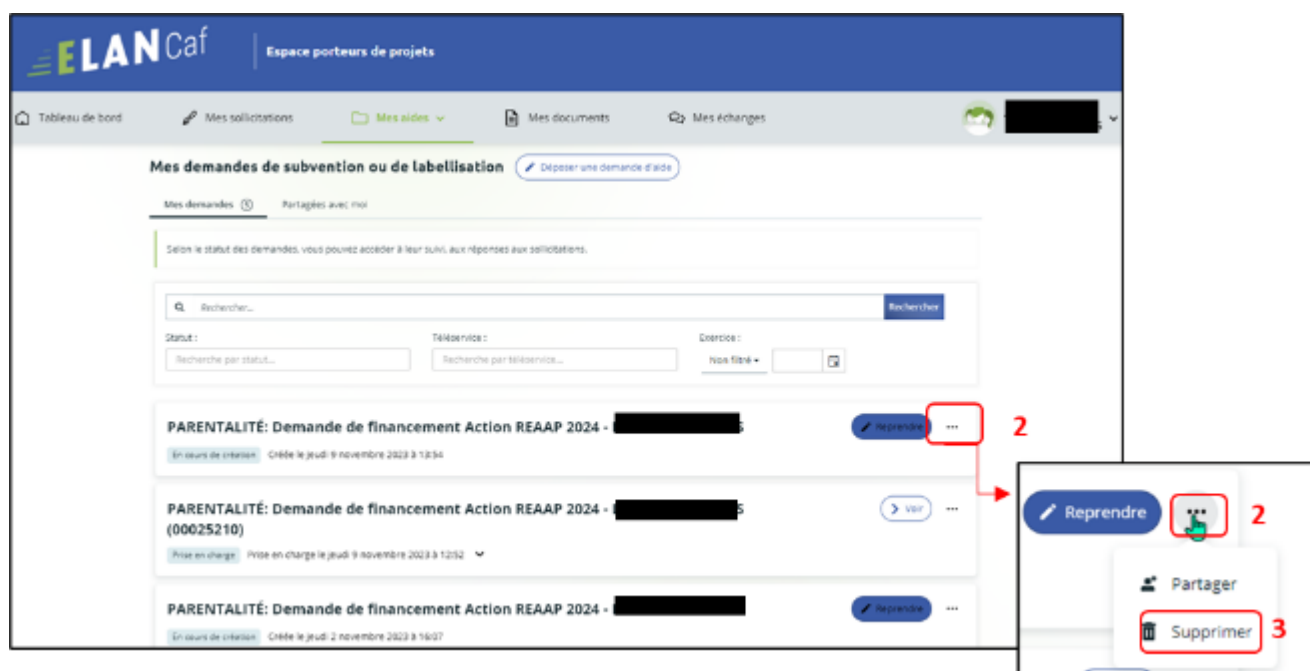 ELAN Caf
Espace porteurs de projets
Tableau de bord
Mes sollicitations
Mes aides
Mes documents
Mes échanges
Mes demandes de subvention ou de labellisation
Déposer une demande d'aide
Mes demandes 5
Partagées avec moi
Selon le statut des demandes, vous pouvez accéder à leur suivi, aux réponses aux sollicitations.
Rechercher...
Rechercher
Statut :
Téléservice :
Exercice :
Recherche par statut...
Recherche par téléservice...
Non filtré
PARENTALITÉ: Demande de financement Action REAAP 2024 -
Reprendre
...
2
En cours de création Créée le jeudi 9 novembre 2023 à 13:54
PARENTALITÉ: Demande de financement Action REAAP 2024 -
(00025210)
Voir
...
Prise en charge Prise en charge le jeudi 9 novembre 2023 à 12:52
PARENTALITÉ: Demande de financement Action REAAP 2024 -
Reprendre
...
En cours de création Créée le jeudi 2 novembre 2023 à 16:07
Reprendre
...
2
Partager
Supprimer
3